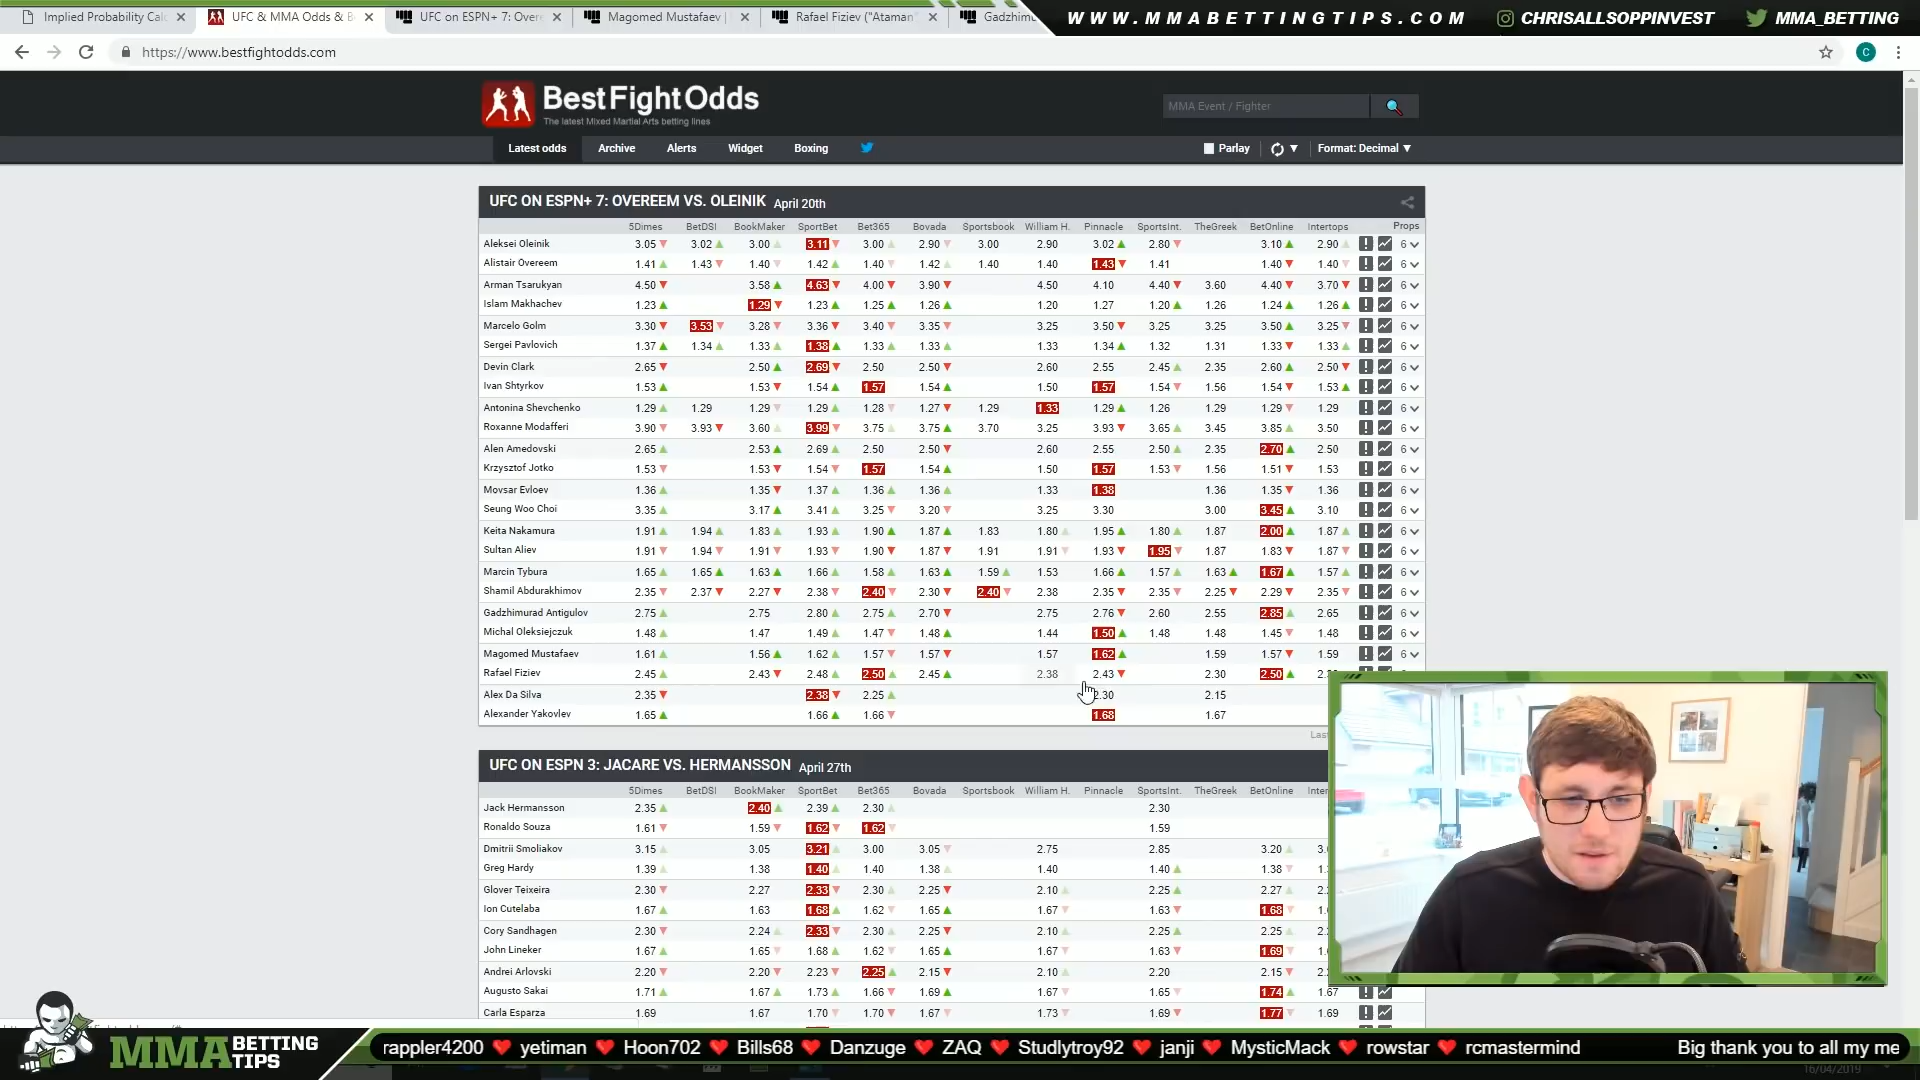 Implied Probability Calc
UFC & MMA Odds & B
UFC on ESPN+ 7: Overe
Magomed Mustafaev |
Rafael Fiziev ("Ataman"
Gadzhimu
WWW.MMABETTINGTIPS.COM
CHRISALLSOPPINVEST
MMA_BETTING
https://www.bestfightodds.com
C
BestFightOdds
The latest Mixed Martial Arts betting lines
MMA Event / Fighter
Latest odds Archive Alerts Widget Boxing Parlay Format: Decimal ▼
UFC ON ESPN+ 7: OVEREEM VS. OLEINIK April 20th
5Dimes BetDSI BookMaker SportBet Bet365 Bovada Sportsbook William H. Pinnacle SportsInt. TheGreek BetOnline Intertops Props
Aleksei Oleinik 3.05 3.02 3.00 3.11 3.00 2.90 3.00 2.90 3.02 2.80 3.10 2.90 6
Alistair Overeem 1.41 1.43 1.40 1.42 1.40 1.42 1.40 1.40 1.43 1.41 1.40 1.40 6
Arman Tsarukyan 4.50 3.58 4.63 4.00 3.90 4.50 4.10 4.40 3.60 4.40 3.70 6
Islam Makhachev 1.23 1.29 1.23 1.25 1.26 1.20 1.27 1.20 1.26 1.24 1.26 6
Marcelo Golm 3.30 3.53 3.28 3.36 3.40 3.35 3.25 3.50 3.25 3.25 3.50 3.25 6
Sergei Pavlovich 1.37 1.34 1.33 1.38 1.33 1.33 1.33 1.34 1.32 1.31 1.33 1.33 6
Devin Clark 2.65 2.50 2.69 2.50 2.50 2.60 2.55 2.45 2.35 2.60 2.50 6
Ivan Shtyrkov 1.53 1.53 1.54 1.57 1.54 1.50 1.57 1.54 1.56 1.54 1.53 6
Antonina Shevchenko 1.29 1.29 1.29 1.29 1.28 1.27 1.29 1.33 1.29 1.26 1.29 1.29 1.29 6
Roxanne Modafferi 3.90 3.93 3.60 3.99 3.75 3.75 3.70 3.25 3.93 3.65 3.45 3.85 3.50 6
Alen Amedovski 2.65 2.53 2.69 2.50 2.50 2.60 2.55 2.50 2.35 2.70 2.50 6
Krzysztof Jotko 1.53 1.53 1.54 1.57 1.54 1.50 1.57 1.53 1.56 1.51 1.53 6
Movsar Evloev 1.36 1.35 1.37 1.36 1.36 1.33 1.38 1.36 1.35 1.36 6
Seung Woo Choi 3.35 3.17 3.41 3.25 3.20 3.25 3.30 3.00 3.45 3.10 6
Keita Nakamura 1.91 1.94 1.83 1.93 1.90 1.87 1.83 1.80 1.95 1.80 1.87 2.00 1.87 6
Sultan Aliev 1.91 1.94 1.91 1.93 1.90 1.87 1.91 1.91 1.93 1.95 1.87 1.83 1.87 6
Marcin Tybura 1.65 1.65 1.63 1.66 1.58 1.63 1.59 1.53 1.66 1.57 1.63 1.67 1.57 6
Shamil Abdurakhimov 2.35 2.37 2.27 2.38 2.40 2.30 2.40 2.38 2.35 2.35 2.25 2.29 2.35 6
Gadzhimurad Antigulov 2.75 2.75 2.80 2.75 2.70 2.75 2.76 2.60 2.55 2.85 2.65 6
Michal Oleksiejczuk 1.48 1.47 1.49 1.47 1.48 1.44 1.50 1.48 1.48 1.45 1.48 6
Magomed Mustafaev 1.61 1.56 1.62 1.57 1.57 1.57 1.62 1.59 1.57 1.59 6
Rafael Fiziev 2.45 2.43 2.48 2.50 2.45 2.38 2.43 2.30 2.50
Alex Da Silva 2.35 2.38 2.25 2.30 2.15
Alexander Yakovlev 1.65 1.66 1.66 1.68 1.67
Las
UFC ON ESPN 3: JACARE VS. HERMANSSON April 27th
5Dimes BetDSI BookMaker SportBet Bet365 Bovada Sportsbook William H. Pinnacle SportsInt. TheGreek BetOnline Inter
Jack Hermansson 2.35 2.40 2.39 2.30 2.30
Ronaldo Souza 1.61 1.59 1.62 1.62 1.59
Dmitrii Smoliakov 3.15 3.05 3.21 3.00 3.05 2.75 2.85 3.20 3.
Greg Hardy 1.39 1.38 1.40 1.40 1.38 1.40 1.40 1.38 1.
Glover Teixeira 2.30 2.27 2.33 2.30 2.25 2.10 2.25 2.27 2.
Ion Cutelaba 1.67 1.63 1.68 1.62 1.65 1.67 1.63 1.68 1.
Cory Sandhagen 2.30 2.24 2.33 2.30 2.25 2.10 2.25 2.25 2.
John Lineker 1.67 1.65 1.68 1.62 1.65 1.67 1.63 1.69 1.
Andrei Arlovski 2.20 2.20 2.23 2.25 2.15 2.10 2.20 2.15 2.
Augusto Sakai 1.71 1.67 1.73 1.66 1.69 1.67 1.65 1.74 1.67
Carla Esparza 1.69 1.67 1.70 1.70 1.67 1.73 1.69 1.77 1.69
MMA BETTING TIPS
rappler4200 yetiman Hoon702 Bills68 Danzuge ZAQ Studlytroy92 janji MysticMack rowstar rcmastermind Big thank you to all my me
16/04/2019